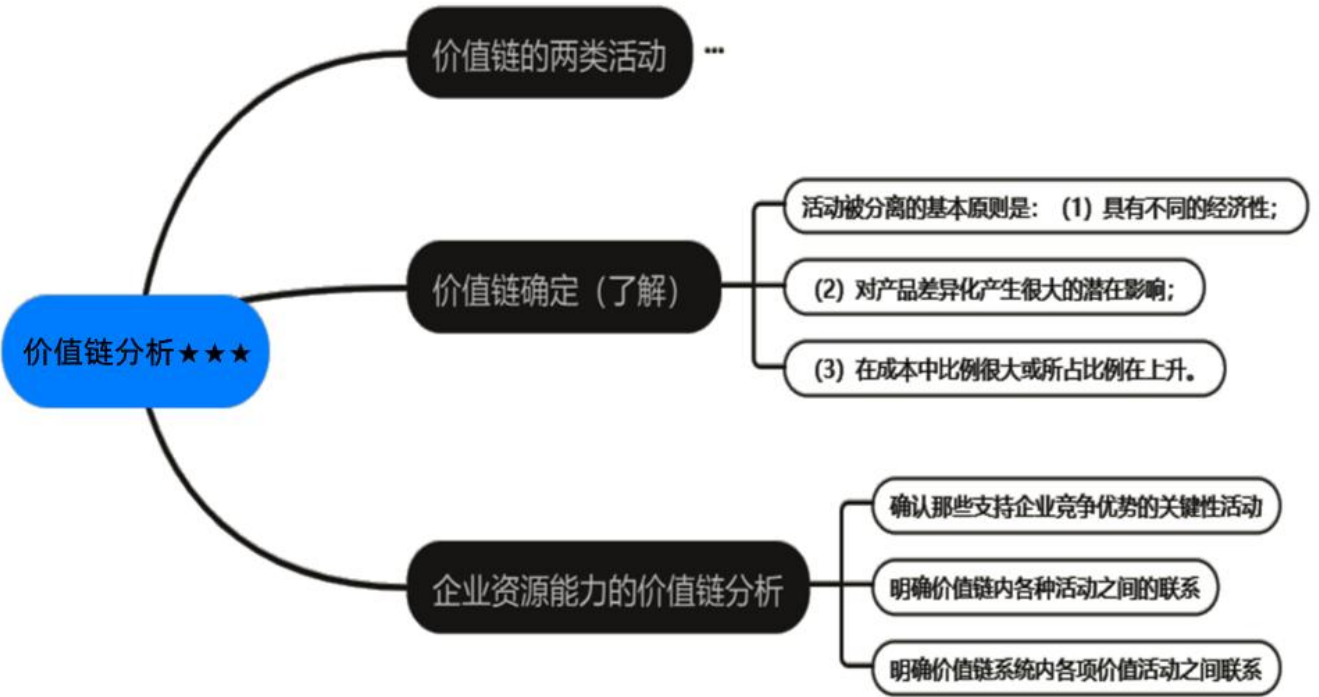 价值链的两类活动 ...
活动被分离的基本原则是：（1）具有不同的经济性；
价值链确定（了解）
（2）对产品差异化产生很大的潜在影响；
价值链分析★★★
（3）在成本中比例很大或所占比例在上升。
确认那些支持企业竞争优势的关键性活动
企业资源能力的价值链分析
明确价值链内各种活动之间的联系
明确价值链系统内各项价值活动之间联系